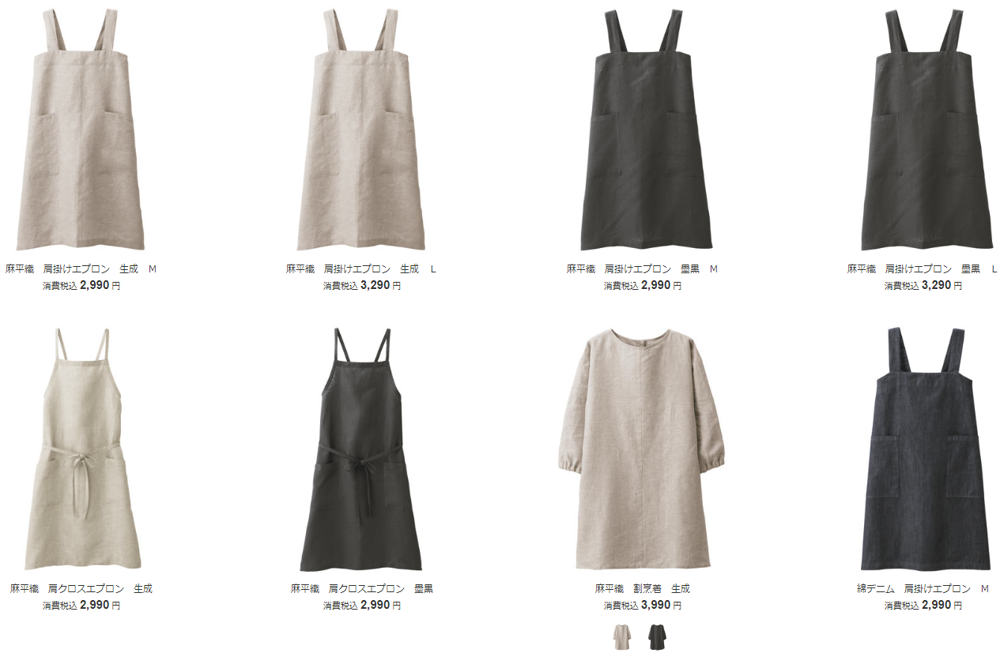 麻平織　肩掛けエプロン　生成　M
消費税込 2,990 円
麻平織　肩掛けエプロン　生成　L
消費税込 3,290 円
麻平織　肩掛けエプロン　墨黒　M
消費税込 2,990 円
麻平織　肩掛けエプロン　墨黒　L
消費税込 3,290 円
麻平織　肩クロスエプロン　生成
消費税込 2,990 円
麻平織　肩クロスエプロン　墨黒
消費税込 2,990 円
麻平織　割烹着　生成
消費税込 3,990 円
綿デニム　肩掛けエプロン　M
消費税込 2,990 円